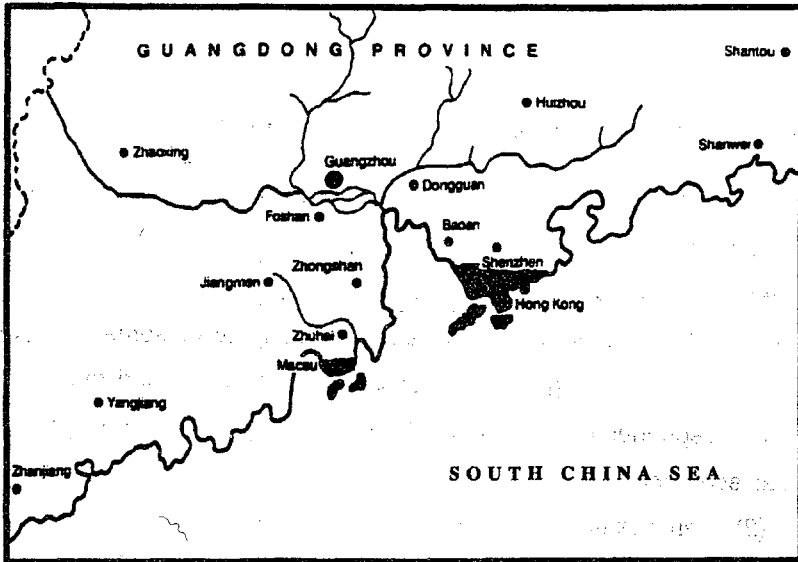 GUANGDONG PROVINCE
Shantou
Huizhou
Shanwei
Zhaoxing
Guangzhou
Dongguan
Foshan
Baoan
Shenzhen
Zhongshan
Jiangmen
Hong Kong
Zhuhai
Macau
Yangjiang
Zhanjiang
SOUTH CHINA SEA